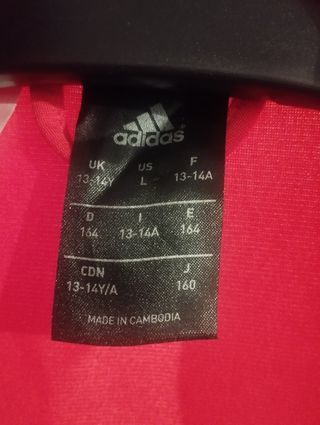 adidas
UK US F
13-14Y L 13-14A
D I E
164 13-14A 164
CDN J
13-14Y/A 160
MADE IN CAMBODIA